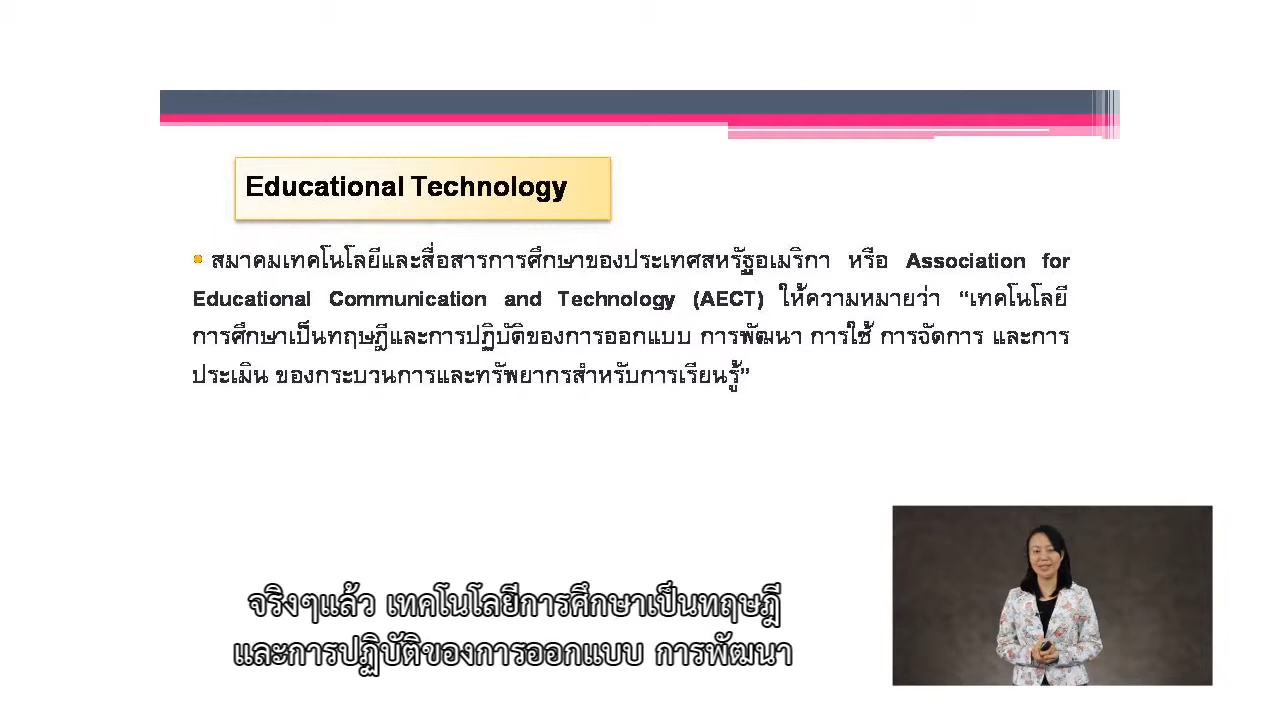 Educational Technology
▪ สมาคมเทคโนโลยีและสื่อสารการศึกษาของประเทศสหรัฐอเมริกา หรือ Association for
Educational Communication and Technology (AECT) ให้ความหมายว่า “เทคโนโลยี
การศึกษาเป็นทฤษฎีและการปฏิบัติของการออกแบบ การพัฒนา การใช้ การจัดการ และการ
ประเมิน ของกระบวนการและทรัพยากรสำหรับการเรียนรู้”
จริงๆแล้ว เทคโนโลยีการศึกษาเป็นทฤษฎี
และการปฏิบัติของการออกแบบ การพัฒนา